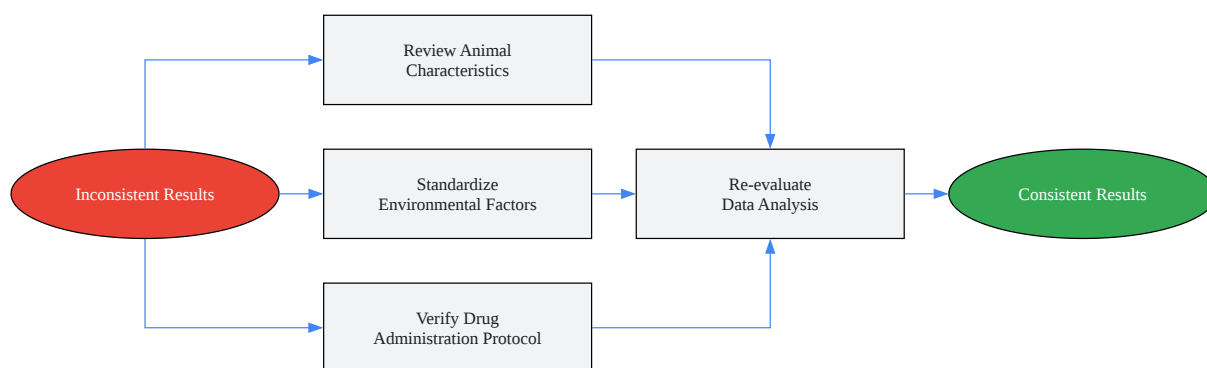 Review Animal
Characteristics
Inconsistent Results
Standardize
Environmental Factors
Re-evaluate
Data Analysis
Consistent Results
Verify Drug
Administration Protocol